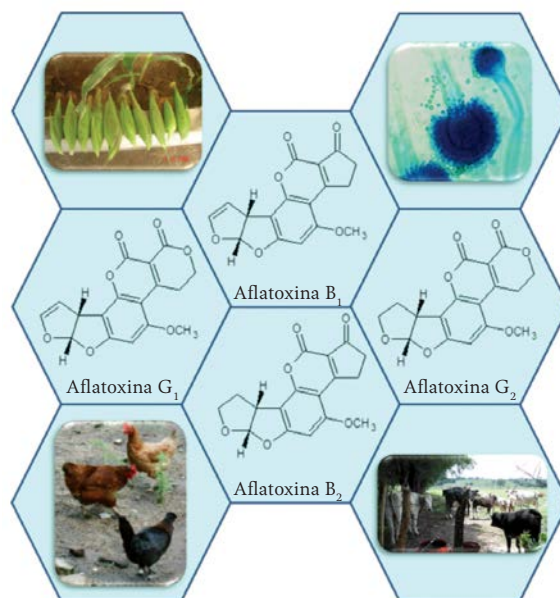 O
O
H
O
O
H
OCH₃
Aflatoxina B₁
O
O
O
O
H
O
O
H
OCH₃
Aflatoxina G₁
O
O
O
O
H
O
O
H
OCH₃
Aflatoxina G₂
O
O
O
H
O
O
H
OCH₃
Aflatoxina B₂